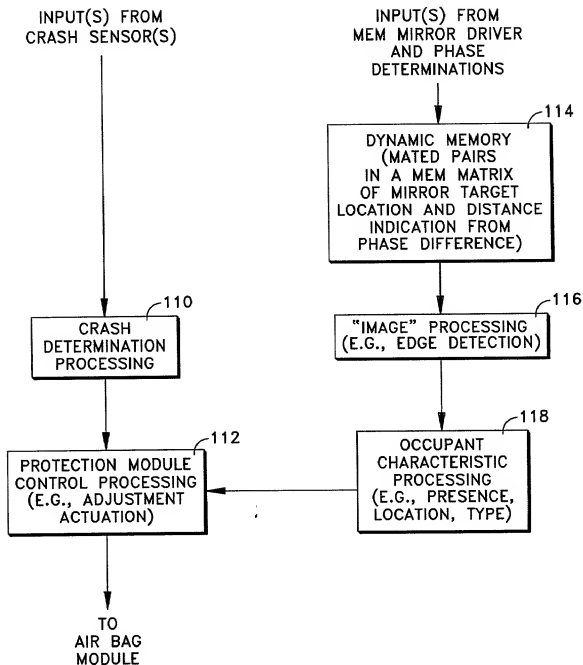 INPUT(S) FROM
CRASH SENSOR(S)
INPUT(S) FROM
MEM MIRROR DRIVER
AND PHASE
DETERMINATIONS
114
DYNAMIC MEMORY
(MATED PAIRS
IN A MEM MATRIX
OF MIRROR TARGET
LOCATION AND DISTANCE
INDICATION FROM
PHASE DIFFERENCE)
110
CRASH
DETERMINATION
PROCESSING
116
"IMAGE" PROCESSING
(E.G., EDGE DETECTION)
112
PROTECTION MODULE
CONTROL PROCESSING
(E.G., ADJUSTMENT
ACTUATION)
118
OCCUPANT
CHARACTERISTIC
PROCESSING
(E.G., PRESENCE,
LOCATION, TYPE)
TO
AIR BAG
MODULE